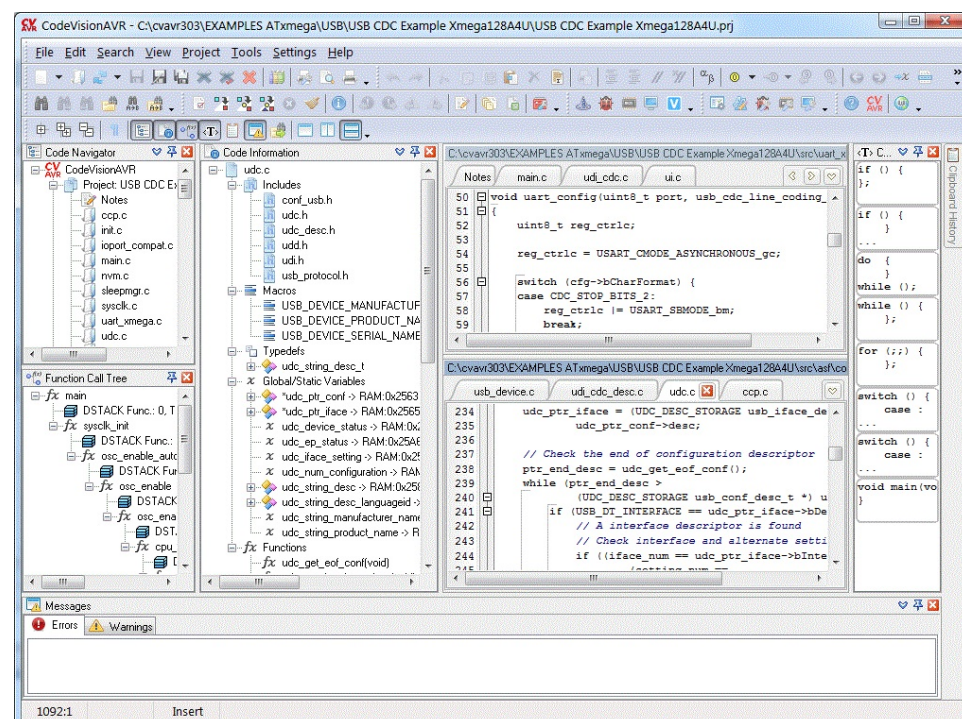 CodeVisionAVR - C:\cvavr303\EXAMPLES ATxmega\USB\USB CDC Example Xmega128A4U\USB CDC Example Xmega128A4U.prj
File Edit Search View Project Tools Settings Help
Code Navigator
CodeVisionAVR
Project: USB CDC Ex
Notes
ccp.c
init.c
ioport_compat.c
main.c
nvm.c
sleepmgr.c
sysclk.c
uart_xmega.c
udc.c
Function Call Tree
main
DSTACK Func.: 0, T
sysclk_init
DSTACK Func.:
osc_enable_auto
DSTACK Fur
osc_enable
DSTACK
osc_ena
DST.
cpu_
Code Information
udc.c
Includes
conf_usb.h
udc.h
udc_desc.h
udd.h
udi.h
usb_protocol.h
Macros
USB_DEVICE_MANUFACTUF
USB_DEVICE_PRODUCT_NA
USB_DEVICE_SERIAL_NAME
Typedefs
udc_string_desc_t
Global/Static Variables
*udc_ptr_conf -> RAM:0x2563
*udc_ptr_iface -> RAM:0x2565
udc_device_status -> RAM:0x2
udc_ep_status -> RAM:0x25A6
udc_iface_setting -> RAM:0x25
udc_num_configuration -> RAM
udc_string_desc -> RAM:0x256
udc_string_desc_languageid ->
udc_string_manufacturer_name
udc_string_product_name -> R
Functions
udc_get_eof_conf(void)
C:\cvavr303\EXAMPLES ATxmega\USB\USB CDC Example Xmega128A4U\src\uart_x
Notes main.c udi_cdc.c ui.c
50 void uart_config(uint8_t port, usb_cdc_line_coding_
51 {
52 uint8_t reg_ctrlc;
53
54 reg_ctrlc = USART_CMODE_ASYNCHRONOUS_gc;
55
56 switch (cfg->bCharFormat) {
57 case CDC_STOP_BITS_2:
58 reg_ctrlc |= USART_SBMODE_bm;
59 break;
C:\cvavr303\EXAMPLES ATxmega\USB\USB CDC Example Xmega128A4U\src\asf\co
usb_device.c udi_cdc_desc.c udc.c ccp.c
234 udc_ptr_iface = (UDC_DESC_STORAGE usb_iface_de
235 udc_ptr_conf->desc;
236
237 // Check the end of configuration descriptor
238 ptr_end_desc = udc_get_eof_conf();
239 while (ptr_end_desc >
240 (UDC_DESC_STORAGE usb_conf_desc_t *) u
241 if (USB_DT_INTERFACE == udc_ptr_iface->bDe
242 // A interface descriptor is found
243 // Check interface and alternate setti
244 if ((iface_num == udc_ptr_iface->bInte
245 (setting_num ==
C...
if () {
};
if () {
...
do {
}
while ();
while () {
};
for (;;) {
};
switch () {
case :
switch () {
case :
...
void main(vo
}
Clipboard History
Messages
Errors Warnings
1092:1 Insert